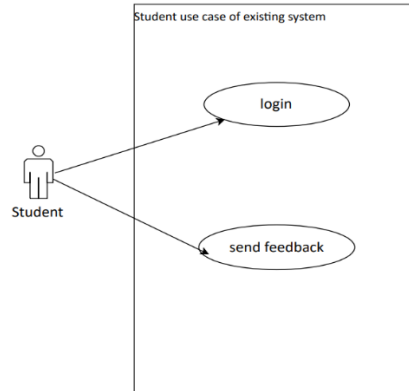 Student use case of existing system
login
Student
send feedback